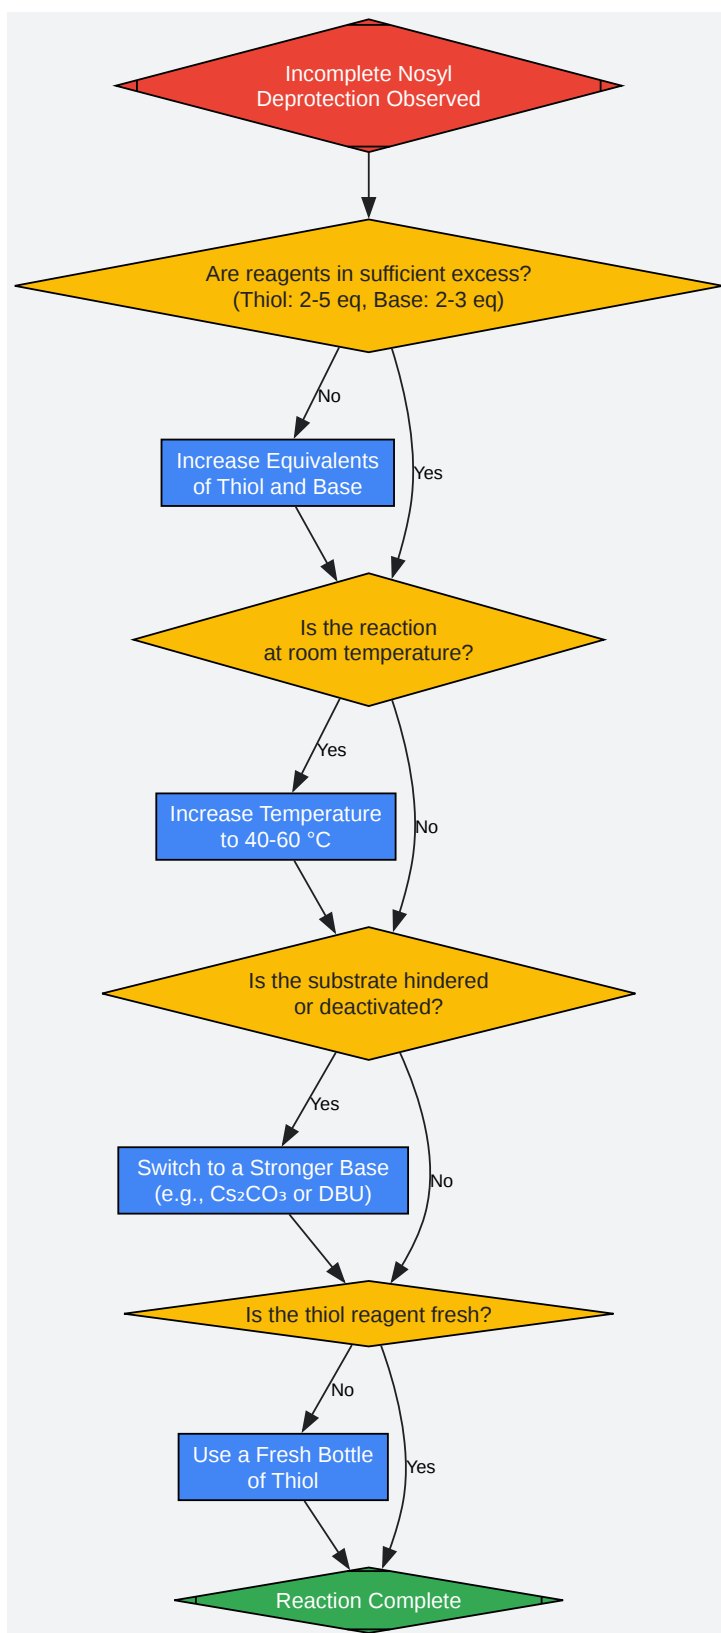 Incomplete Nosyl
Deprotection Observed
Are reagents in sufficient excess?
(Thiol: 2-5 eq, Base: 2-3 eq)
No
Increase Equivalents
of Thiol and Base
Yes
Is the reaction
at room temperature?
Yes
Increase Temperature
to 40-60 °C
No
Is the substrate hindered
or deactivated?
Yes
Switch to a Stronger Base
(e.g., Cs₂CO₃ or DBU)
No
Is the thiol reagent fresh?
No
Use a Fresh Bottle
of Thiol
Yes
Reaction Complete